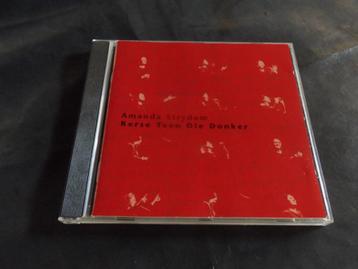 Amanda Strydom
Kerse Teen Die Donker